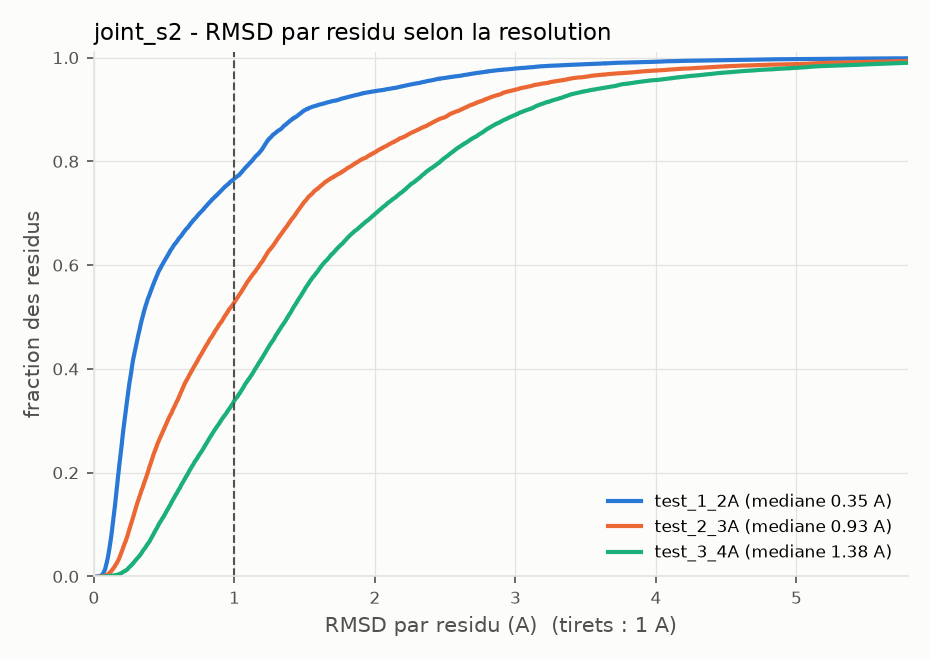 joint_s2 - RMSD par residu selon la resolution
fraction des residus
1.0
0.8
0.6
0.4
0.2
0.0
test_1_2A (mediane 0.35 A)
test_2_3A (mediane 0.93 A)
test_3_4A (mediane 1.38 A)
0 1 2 3 4 5
RMSD par residu (A)  (tirets : 1 A)